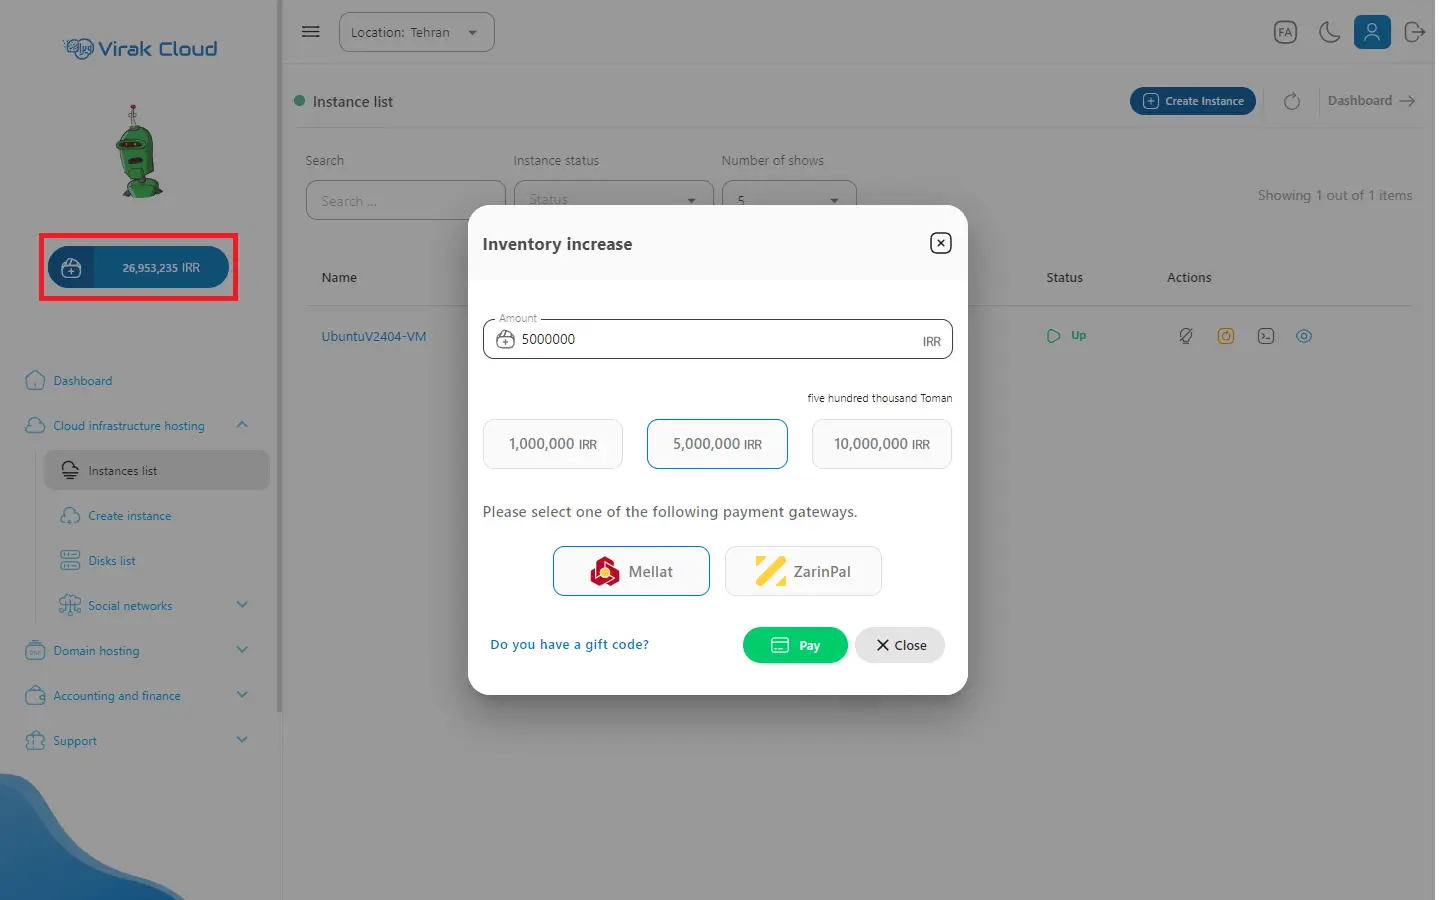 Virak Cloud
Location: Tehran
FA
Instance list
Create Instance
Dashboard
Search
Instance status
Number of shows
Search ...
Status
5
Showing 1 out of 1 items
26,953,235 IRR
Name
Status
Actions
UbuntuV2404-VM
Up
Dashboard
Cloud infrastructure hosting
Instances list
Create instance
Disks list
Social networks
Domain hosting
Accounting and finance
Support
Inventory increase
Amount
5000000
IRR
five hundred thousand Toman
1,000,000 IRR
5,000,000 IRR
10,000,000 IRR
Please select one of the following payment gateways.
Mellat
ZarinPal
Do you have a gift code?
Pay
Close